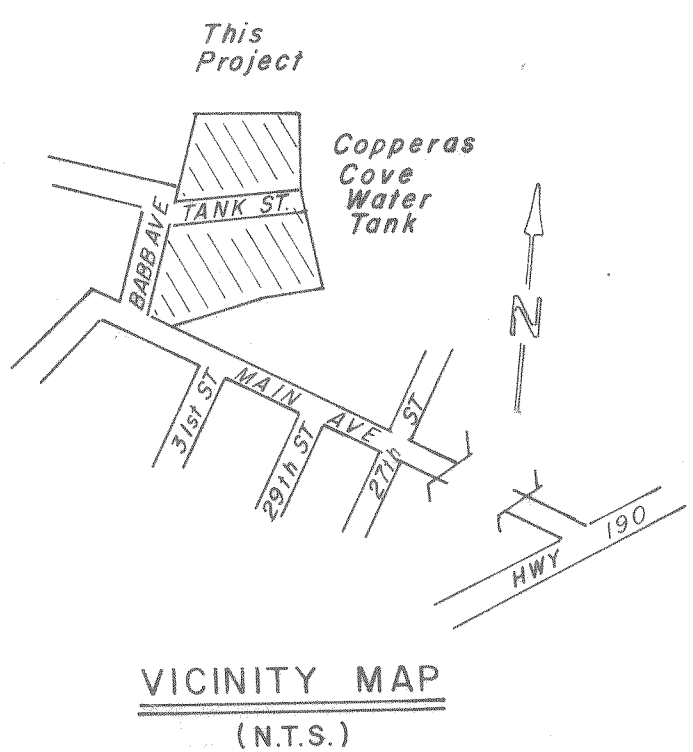 This
Project
Copperas
Cove
Water
Tank
TANK ST.
BABB AVE
MAIN AVE
31st ST
29th ST
27th ST
N
HWY 190
VICINITY MAP
(N.T.S.)